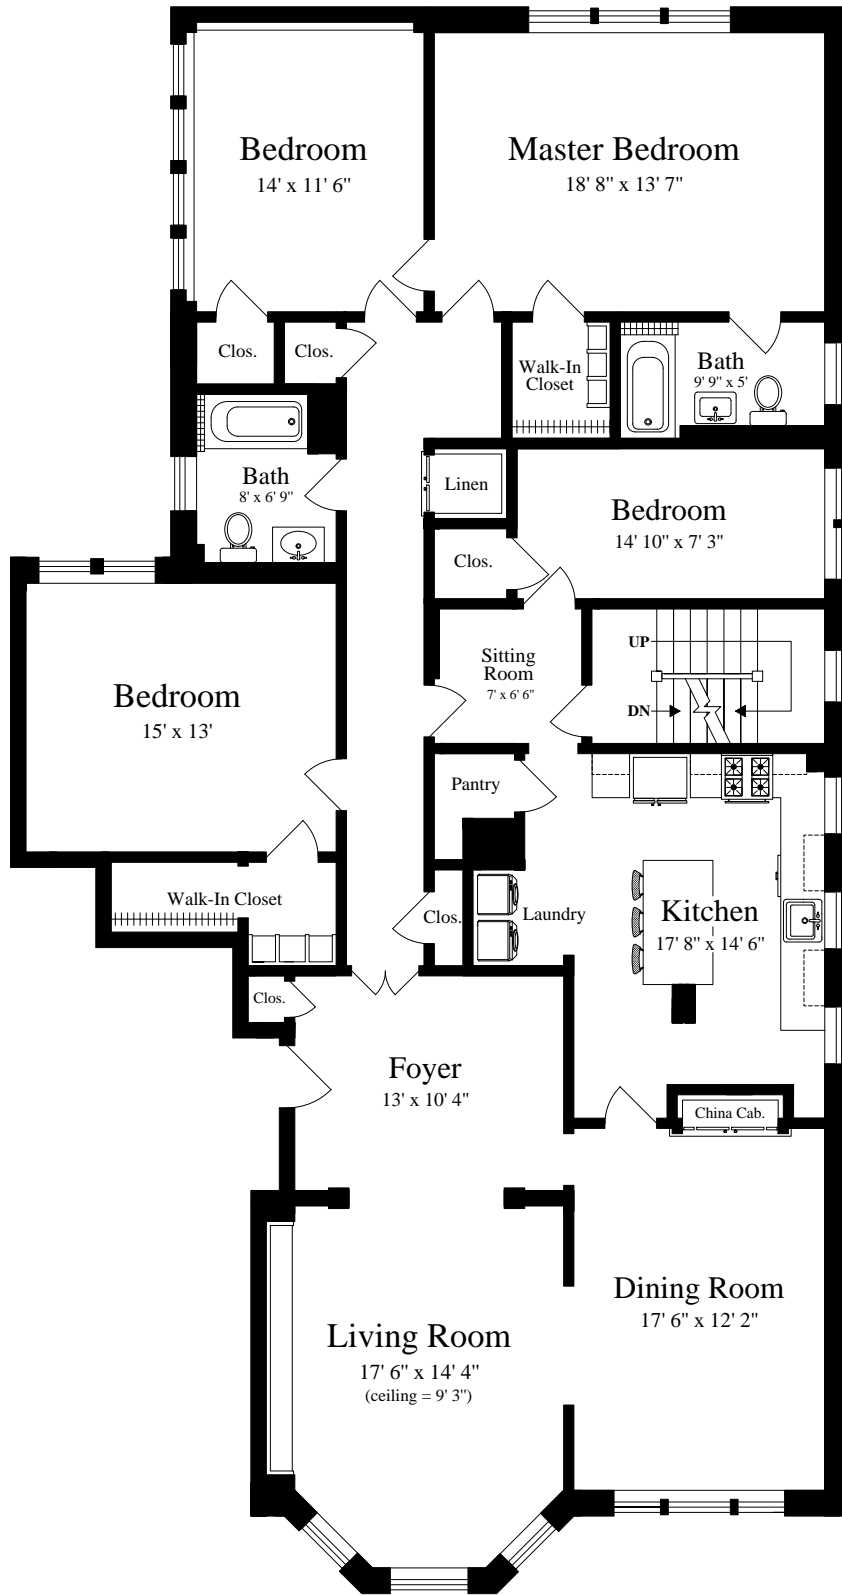 Bedroom
14' x 11' 6"
Master Bedroom
18' 8" x 13' 7"
Clos.
Clos.
Walk-In
Closet
Bath
9' 9" x 5'
Bath
8' x 6' 9"
Linen
Bedroom
14' 10" x 7' 3"
Clos.
Sitting
Room
7' x 6' 6"
UP
DN
Bedroom
15' x 13'
Pantry
Walk-In Closet
Clos.
Laundry
Kitchen
17' 8" x 14' 6"
Clos.
Foyer
13' x 10' 4"
China Cab.
Dining Room
17' 6" x 12' 2"
Living Room
17' 6" x 14' 4"
(ceiling = 9' 3")